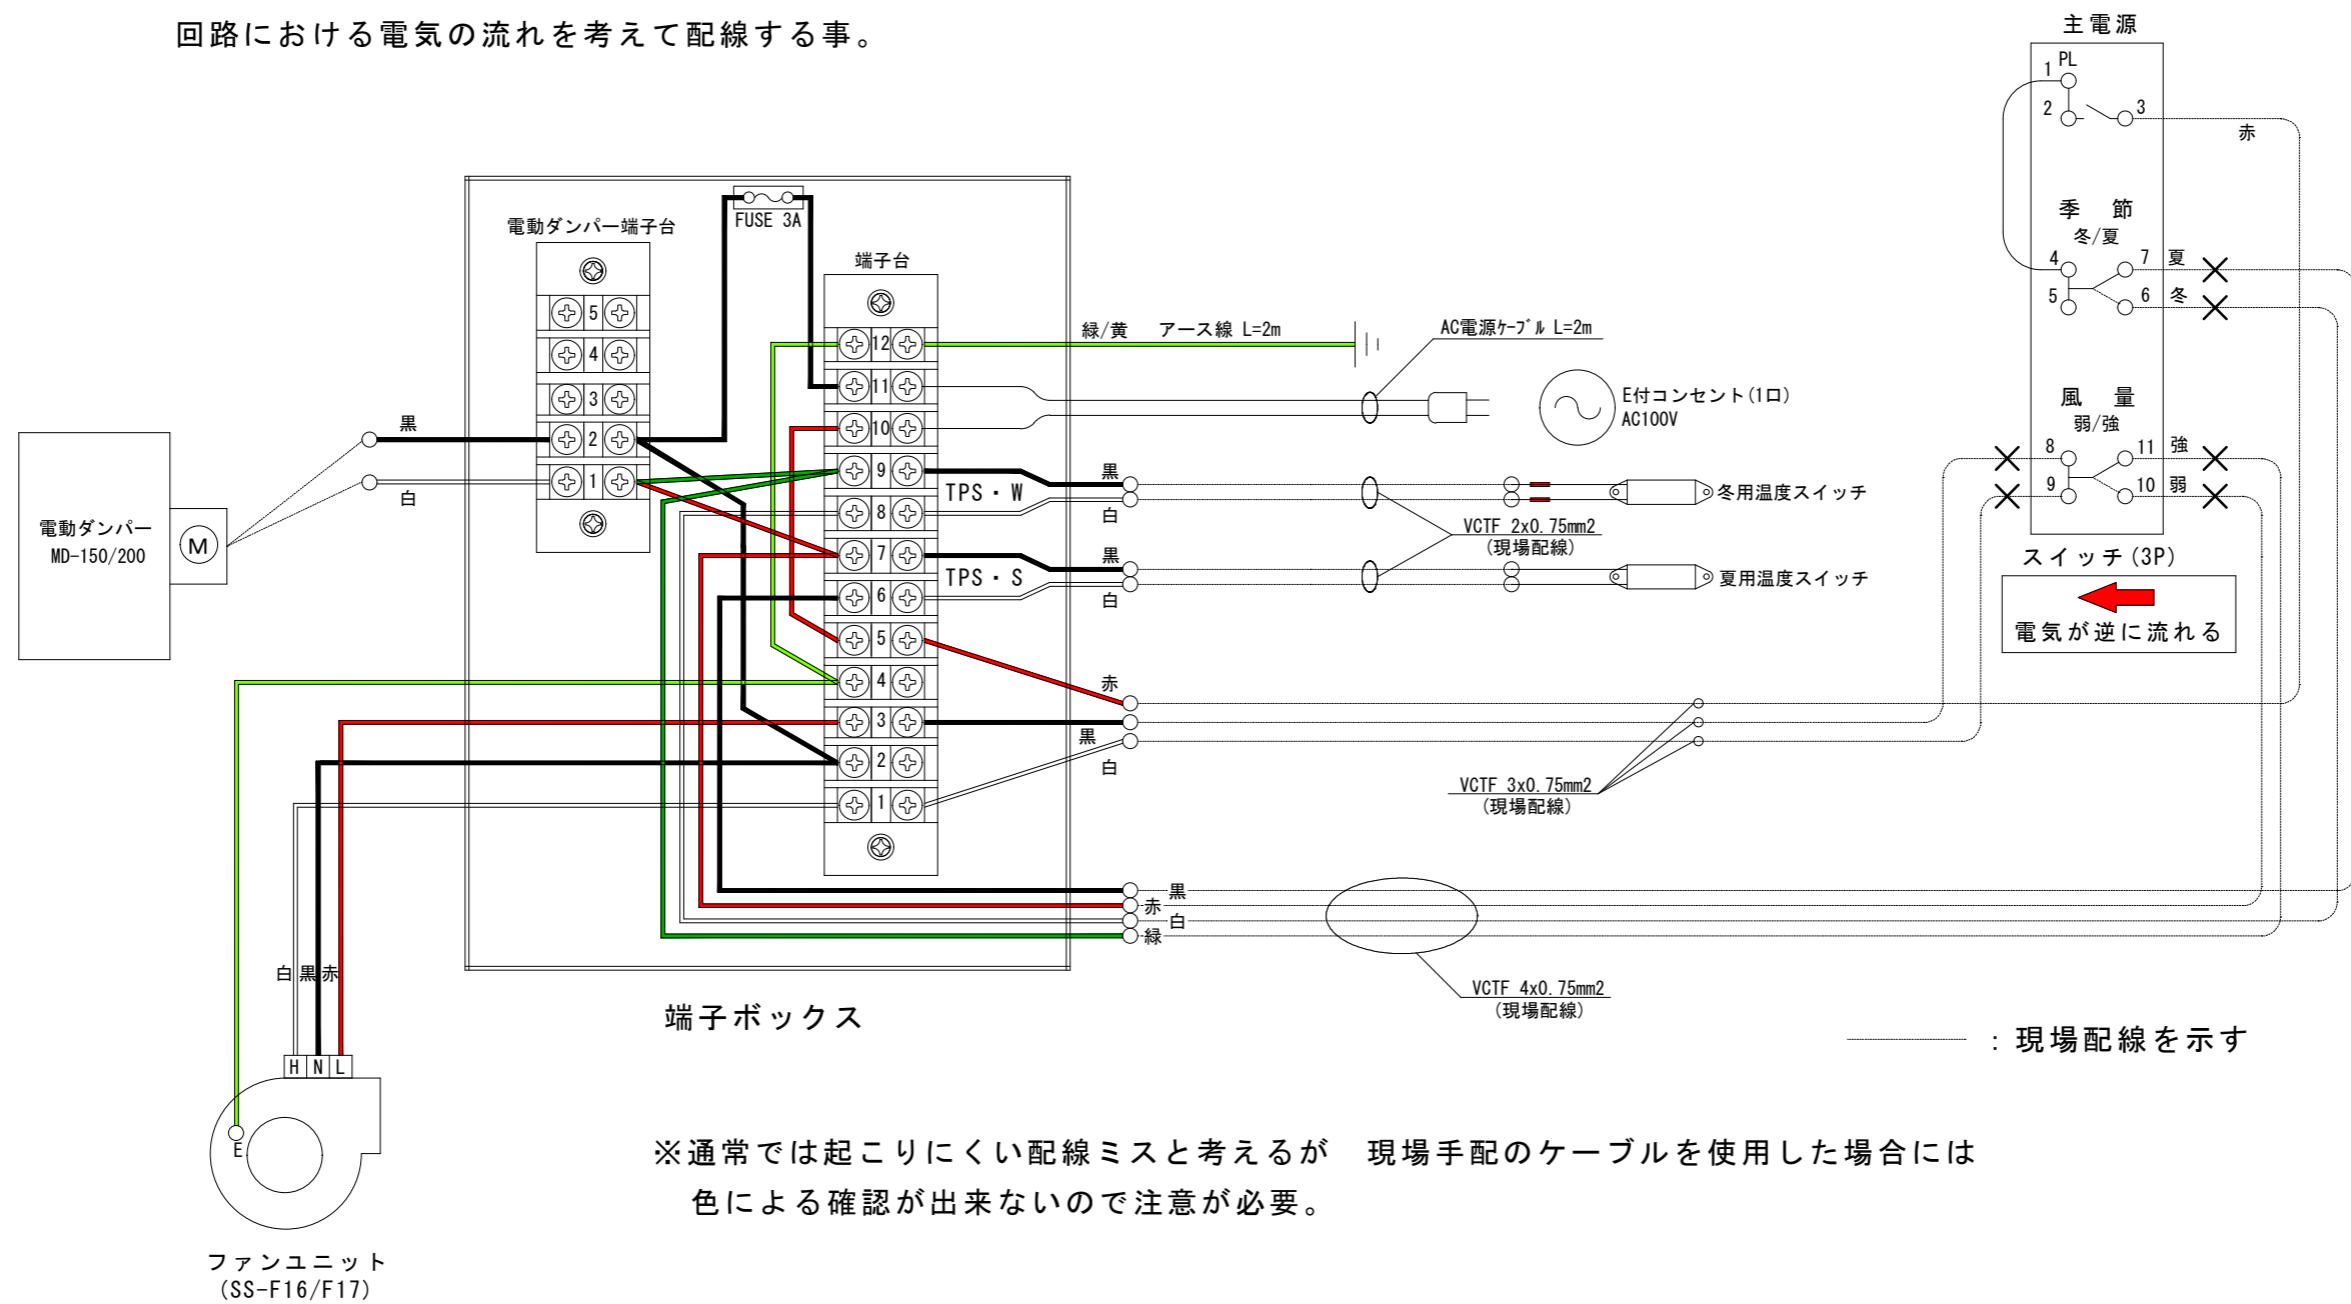 回路における電気の流れを考えて配線する事。
主電源
PL
1
2
3
赤
季　節
冬/夏
4
7
夏
5
6
冬
風　量
弱/強
8
11
強
9
10
弱
スイッチ(3P)
電気が逆に流れる
FUSE 3A
電動ダンパー端子台
5
4
3
2
1
端子台
12
11
10
9
8
7
6
5
4
3
2
1
緑/黄　アース線 L=2m
AC電源ｹｰﾌﾞﾙ L=2m
E付コンセント(1口)
AC100V
黒
白
電動ダンパー
MD-150/200
M
TPS・W
黒
白
冬用温度スイッチ
VCTF 2x0.75mm2
(現場配線)
TPS・S
黒
白
夏用温度スイッチ
赤
黒
白
VCTF 3x0.75mm2
(現場配線)
黒
赤
白
緑
VCTF 4x0.75mm2
(現場配線)
白
黒
赤
H
N
L
E
端子ボックス
: 現場配線を示す
※通常では起こりにくい配線ミスと考えるが　現場手配のケーブルを使用した場合には
色による確認が出来ないので注意が必要。
ファンユニット
(SS-F16/F17)